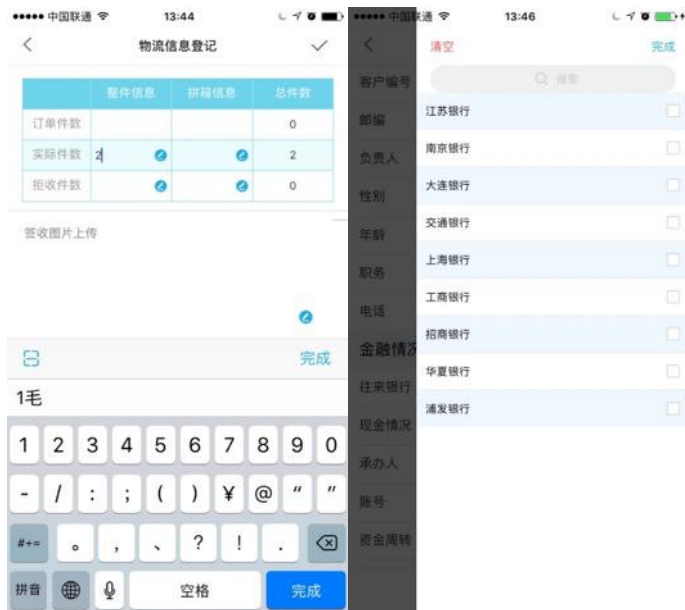 中国联通
13:44
物流信息登记
整件信息 拼箱信息 总件数
订单件数 0
实际件数 2 2
拒收件数 0
签收图片上传
完成
1毛
1 2 3 4 5 6 7 8 9 0
- / : ; ( ) ¥ @ “ ”
#+= 。 , 、 ? ! .
拼音 空格 完成
中国联通
13:46
清空 完成
搜索
客户编号
邮编
负责人
性别
年龄
职务
电话
金融情况
往来银行
现金情况
承办人
账号
资金周转
江苏银行
南京银行
大连银行
交通银行
上海银行
工商银行
招商银行
华夏银行
浦发银行